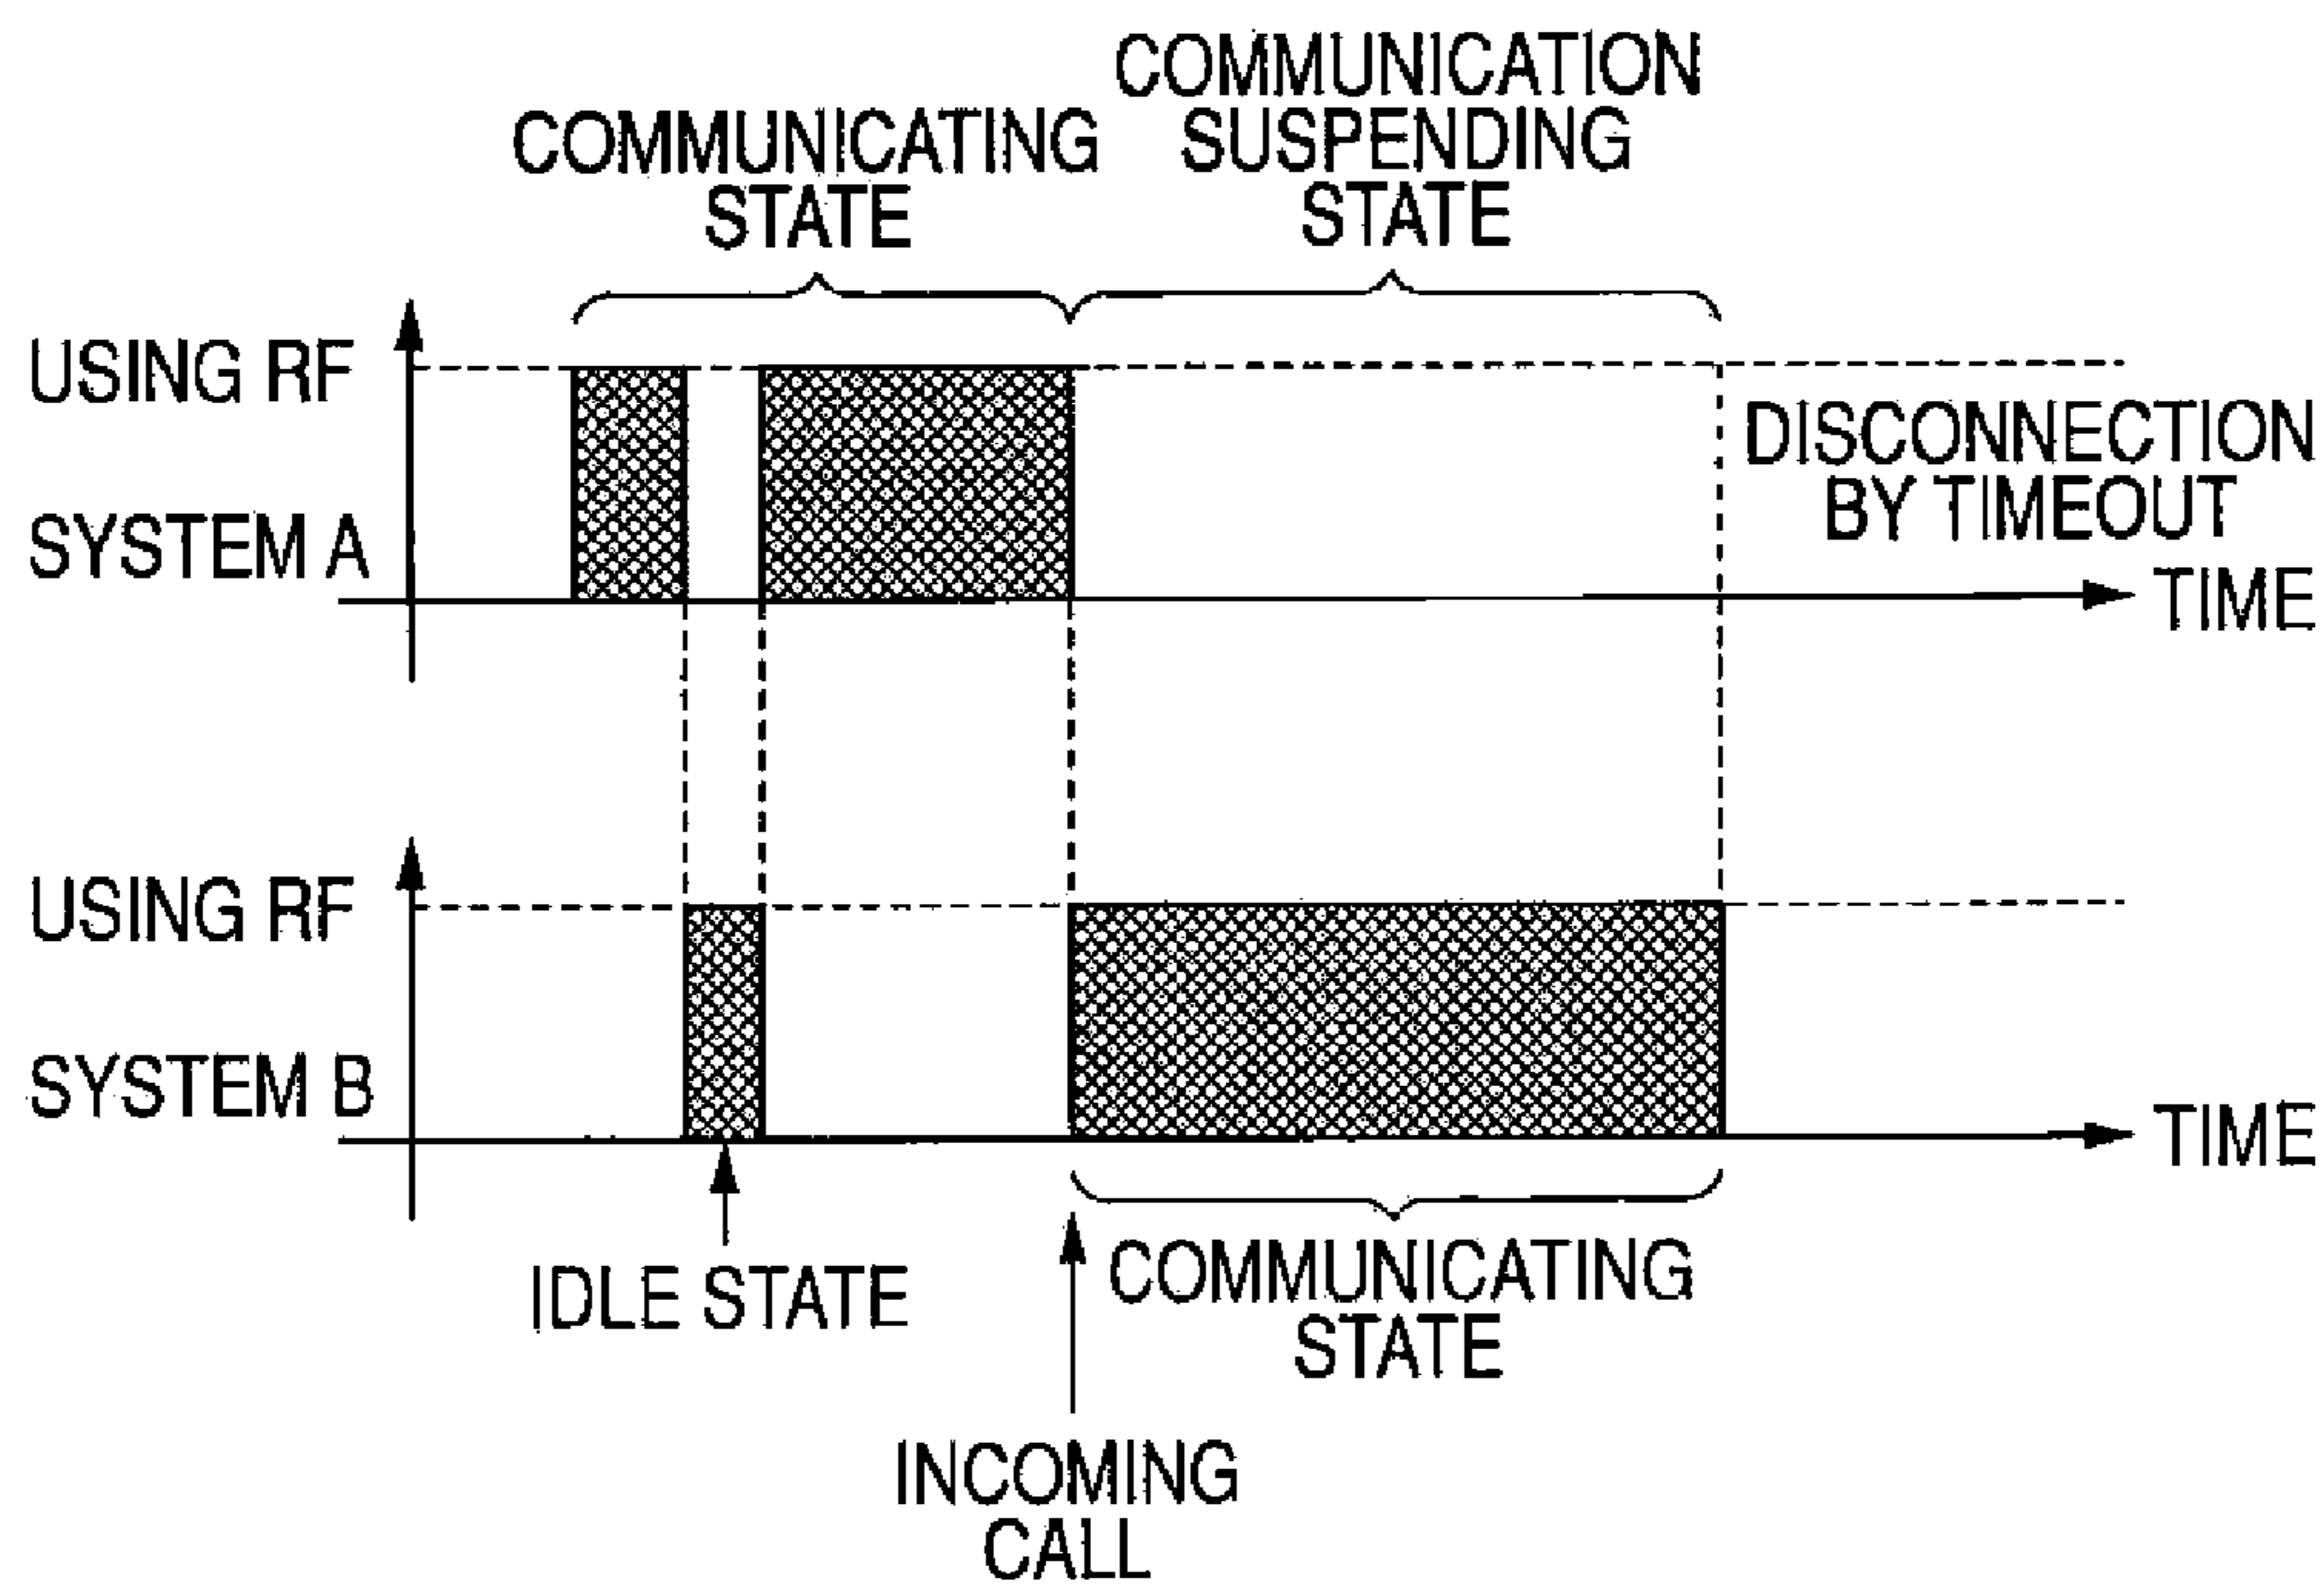 COMMUNICATING
STATE
COMMUNICATION
SUSPENDING
STATE
USING RF
SYSTEM A
DISCONNECTION
BY TIMEOUT
TIME
USING RF
SYSTEM B
TIME
IDLE STATE
COMMUNICATING
STATE
INCOMING
CALL